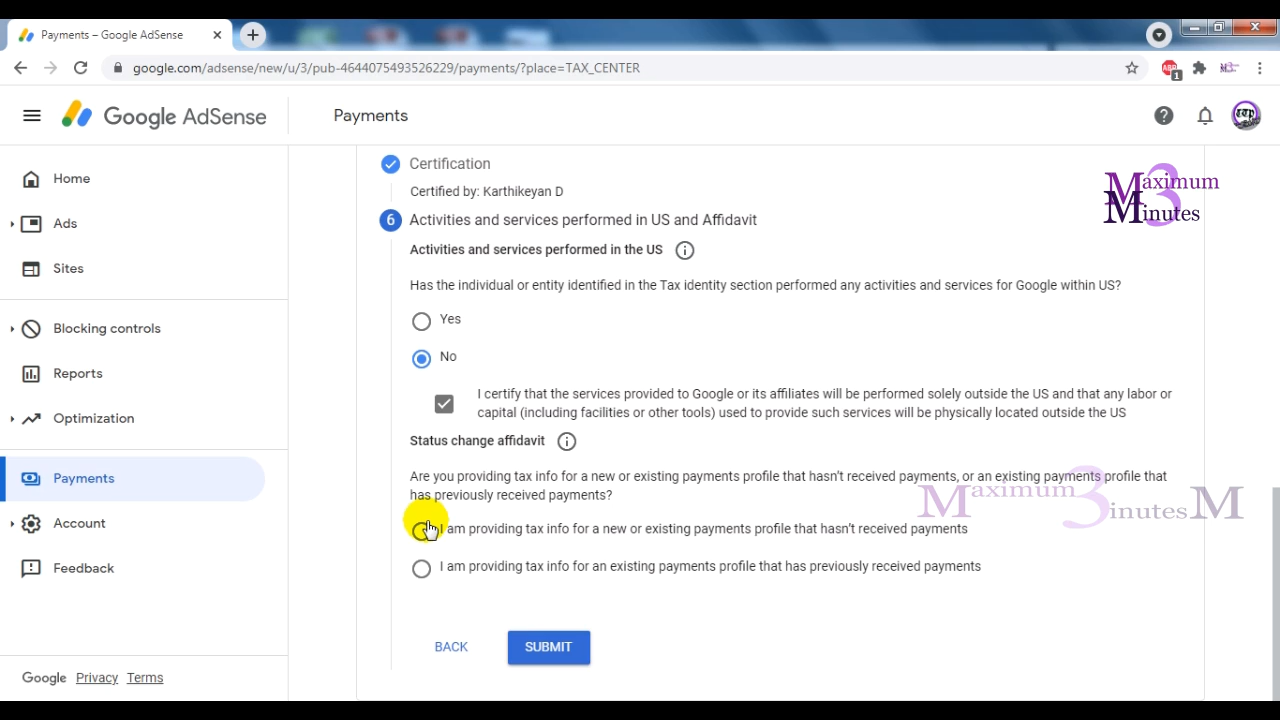 Payments – Google AdSense
google.com/adsense/new/u/3/pub-4644075493526229/payments/?place=TAX_CENTER
ABP
1
Google AdSense
Payments
Home
Ads
Sites
Blocking controls
Reports
Optimization
Payments
Account
Feedback
Google Privacy Terms
Certification
Certified by: Karthikeyan D
6 Activities and services performed in US and Affidavit
Activities and services performed in the US
Has the individual or entity identified in the Tax identity section performed any activities and services for Google within US?
Yes
No
I certify that the services provided to Google or its affiliates will be performed solely outside the US and that any labor or
capital (including facilities or other tools) used to provide such services will be physically located outside the US
Status change affidavit
Are you providing tax info for a new or existing payments profile that hasn't received payments, or an existing payments profile that
has previously received payments?
I am providing tax info for a new or existing payments profile that hasn't received payments
I am providing tax info for an existing payments profile that has previously received payments
BACK SUBMIT
Maximum
3
Minutes
Maximum 3 inutes M